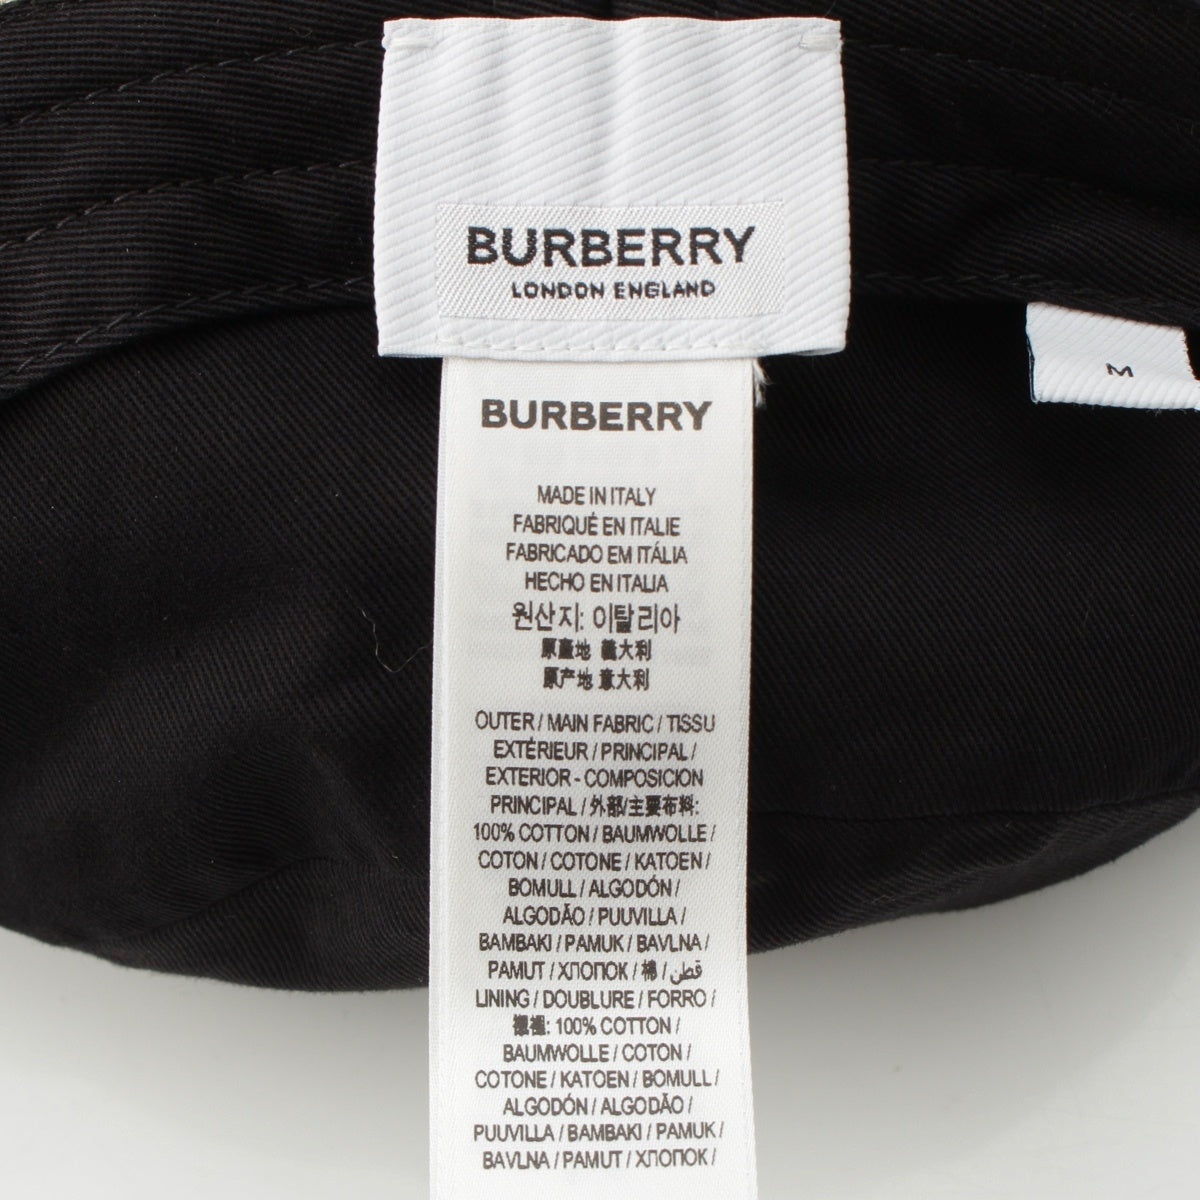 BURBERRY
LONDON ENGLAND
M
BURBERRY
MADE IN ITALY
FABRIQUÉ EN ITALIE
FABRICADO EM ITÁLIA
HECHO EN ITALIA
원산지: 이탈리아
原產地 義大利
原产地 意大利
OUTER / MAIN FABRIC / TISSU
EXTÉRIEUR / PRINCIPAL /
EXTERIOR - COMPOSICION
PRINCIPAL / 外部/主要布料:
100% COTTON / BAUMWOLLE /
COTON / COTONE / KATOEN /
BOMULL / ALGODÓN /
ALGODÃO / PUUVILLA /
BAMBAKI / PAMUK / BAVLNA /
PAMUT / ХЛОПОК / 棉 / قطن /
LINING / DOUBLURE / FORRO /
襯裡: 100% COTTON /
BAUMWOLLE / COTON /
COTONE / KATOEN / BOMULL /
ALGODÓN / ALGODÃO /
PUUVILLA / BAMBAKI / PAMUK /
BAVLNA / PAMUT / ХЛОПОК /